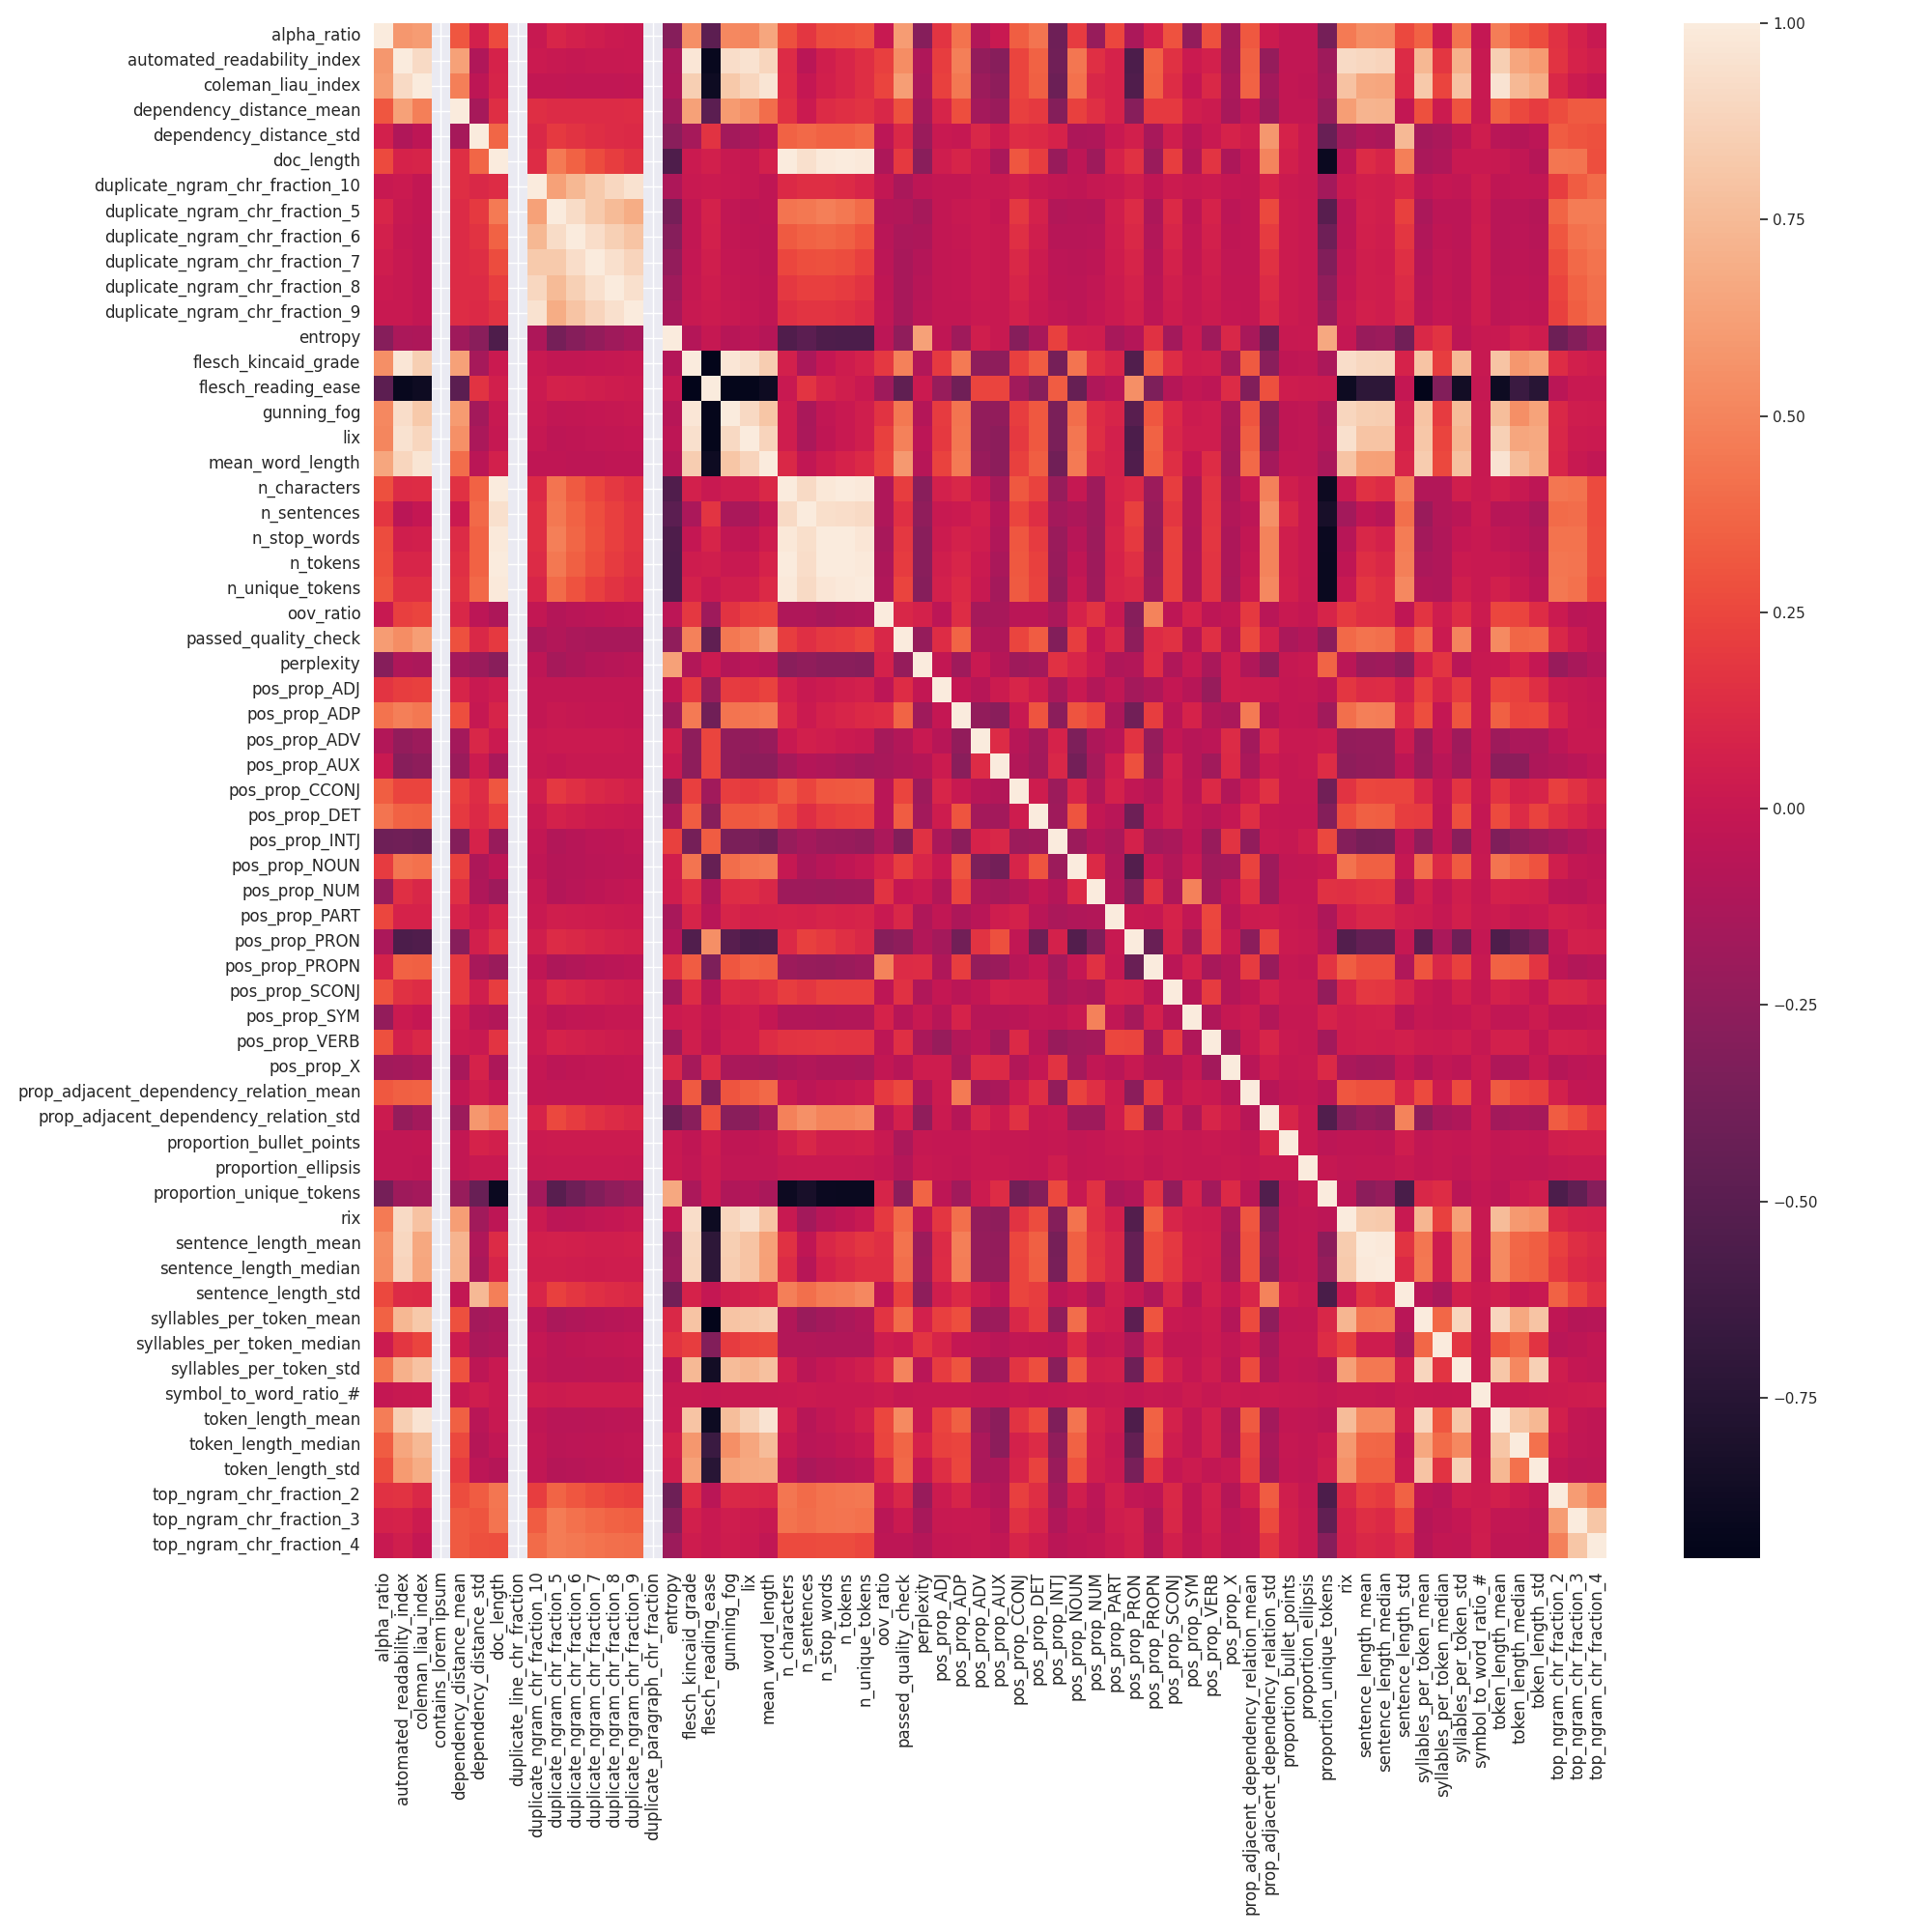 alpha_ratio
automated_readability_index
coleman_liau_index
dependency_distance_mean
dependency_distance_std
doc_length
duplicate_ngram_chr_fraction_10
duplicate_ngram_chr_fraction_5
duplicate_ngram_chr_fraction_6
duplicate_ngram_chr_fraction_7
duplicate_ngram_chr_fraction_8
duplicate_ngram_chr_fraction_9
entropy
flesch_kincaid_grade
flesch_reading_ease
gunning_fog
lix
mean_word_length
n_characters
n_sentences
n_stop_words
n_tokens
n_unique_tokens
oov_ratio
passed_quality_check
perplexity
pos_prop_ADJ
pos_prop_ADP
pos_prop_ADV
pos_prop_AUX
pos_prop_CCONJ
pos_prop_DET
pos_prop_INTJ
pos_prop_NOUN
pos_prop_NUM
pos_prop_PART
pos_prop_PRON
pos_prop_PROPN
pos_prop_SCONJ
pos_prop_SYM
pos_prop_VERB
pos_prop_X
prop_adjacent_dependency_relation_mean
prop_adjacent_dependency_relation_std
proportion_bullet_points
proportion_ellipsis
proportion_unique_tokens
rix
sentence_length_mean
sentence_length_median
sentence_length_std
syllables_per_token_mean
syllables_per_token_median
syllables_per_token_std
symbol_to_word_ratio_#
token_length_mean
token_length_median
token_length_std
top_ngram_chr_fraction_2
top_ngram_chr_fraction_3
top_ngram_chr_fraction_4
alpha_ratio
automated_readability_index
coleman_liau_index
contains_lorem_ipsum
dependency_distance_mean
dependency_distance_std
doc_length
duplicate_line_chr_fraction
duplicate_ngram_chr_fraction_10
duplicate_ngram_chr_fraction_5
duplicate_ngram_chr_fraction_6
duplicate_ngram_chr_fraction_7
duplicate_ngram_chr_fraction_8
duplicate_ngram_chr_fraction_9
duplicate_paragraph_chr_fraction
entropy
flesch_kincaid_grade
flesch_reading_ease
gunning_fog
lix
mean_word_length
n_characters
n_sentences
n_stop_words
n_tokens
n_unique_tokens
oov_ratio
passed_quality_check
perplexity
pos_prop_ADJ
pos_prop_ADP
pos_prop_ADV
pos_prop_AUX
pos_prop_CCONJ
pos_prop_DET
pos_prop_INTJ
pos_prop_NOUN
pos_prop_NUM
pos_prop_PART
pos_prop_PRON
pos_prop_PROPN
pos_prop_SCONJ
pos_prop_SYM
pos_prop_VERB
pos_prop_X
prop_adjacent_dependency_relation_mean
prop_adjacent_dependency_relation_std
proportion_bullet_points
proportion_ellipsis
proportion_unique_tokens
rix
sentence_length_mean
sentence_length_median
sentence_length_std
syllables_per_token_mean
syllables_per_token_median
syllables_per_token_std
symbol_to_word_ratio_#
token_length_mean
token_length_median
token_length_std
top_ngram_chr_fraction_2
top_ngram_chr_fraction_3
top_ngram_chr_fraction_4
1.00
0.75
0.50
0.25
0.00
−0.25
−0.50
−0.75